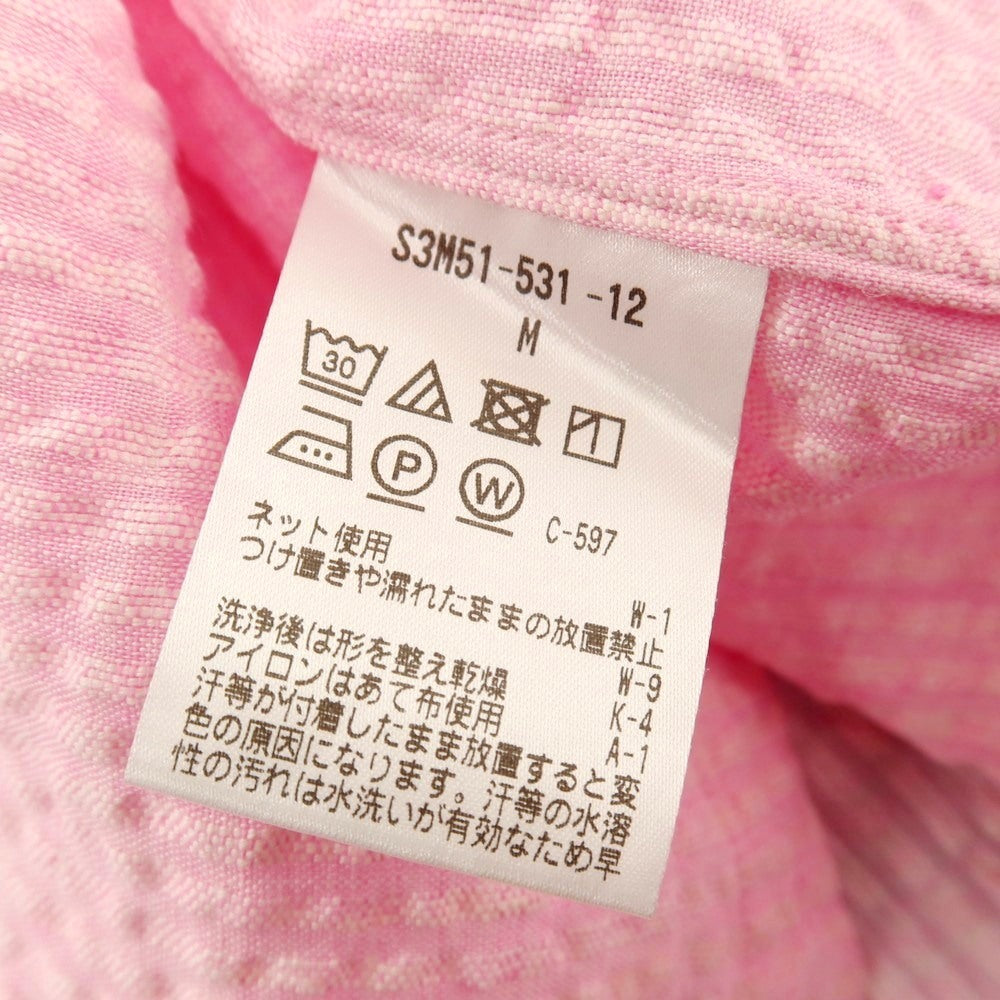 S3M51-531 -12
M
30
P W C-597
ネット使用 W-1
つけ置きや濡れたままの放置禁止
W-9
洗浄後は形を整え乾燥 K-4
アイロンはあて布使用 A-1
汗等が付着したまま放置すると変
色の原因になります。汗等の水溶
性の汚れは水洗いが有効なため早